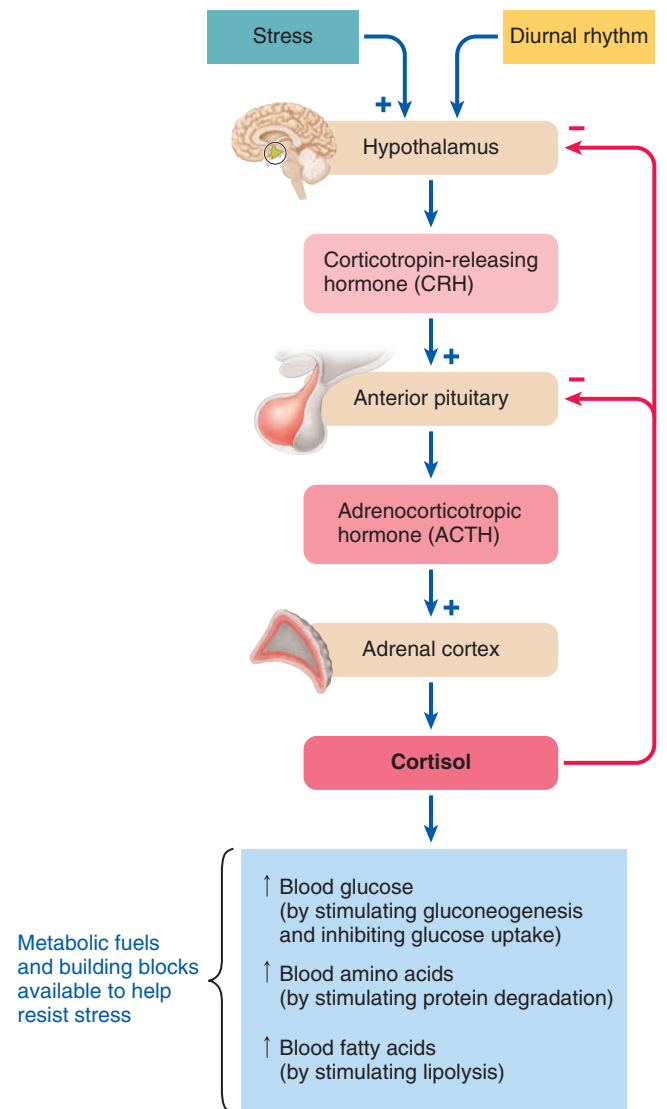 Stress
Diurnal rhythm
+
−
Hypothalamus
Corticotropin-releasing
hormone (CRH)
+
−
Anterior pituitary
Adrenocorticotropic
hormone (ACTH)
+
Adrenal cortex
Cortisol
↑ Blood glucose
(by stimulating gluconeogenesis
and inhibiting glucose uptake)
↑ Blood amino acids
(by stimulating protein degradation)
↑ Blood fatty acids
(by stimulating lipolysis)
Metabolic fuels
and building blocks
available to help
resist stress